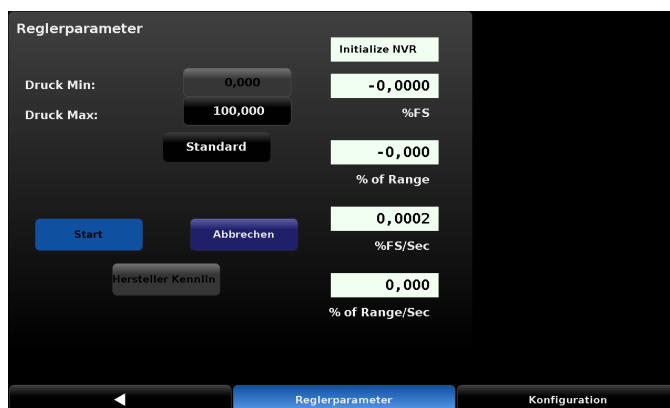 Reglerparameter
Initialize NVR
Druck Min:
0,000
-0,0000
Druck Max:
100,000
%FS
Standard
-0,000
% of Range
0,0002
Start
Abbrechen
%FS/Sec
Hersteller Kennlin
0,000
% of Range/Sec
Reglerparameter
Konfiguration